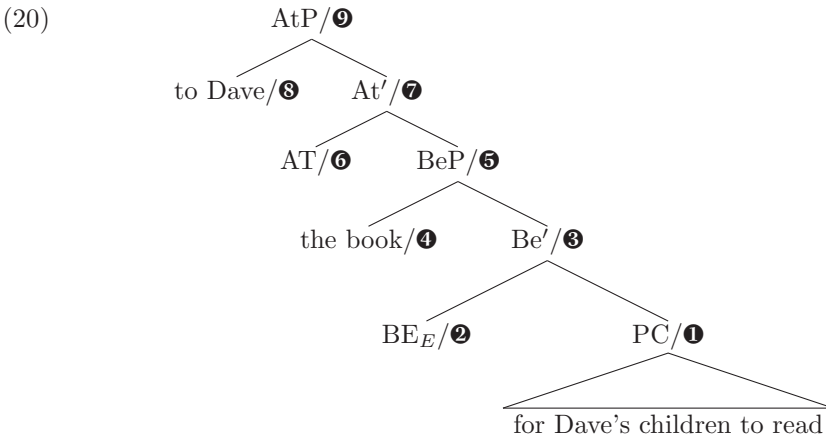 (20)
AtP/❾
to Dave/❽ At′/❼
AT/❻ BeP/❺
the book/❹ Be′/❸
BE_E/❷ PC/❶
for Dave's children to read